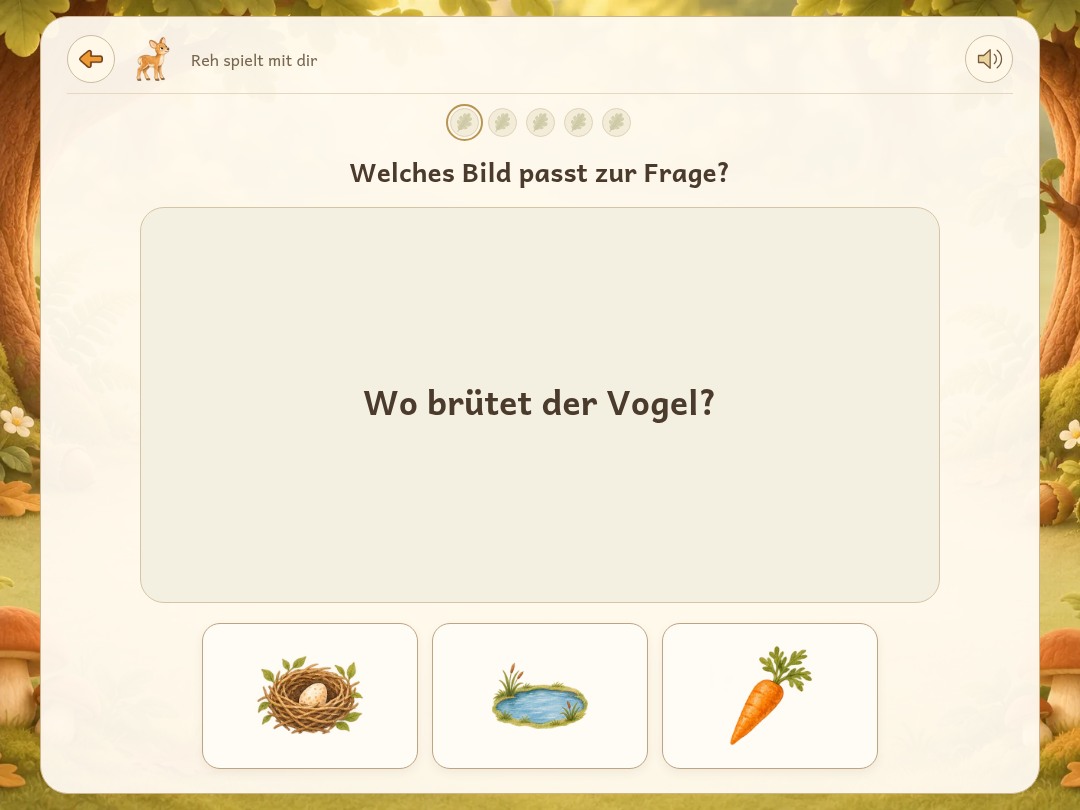 Reh spielt mit dir
Welches Bild passt zur Frage?
Wo brütet der Vogel?